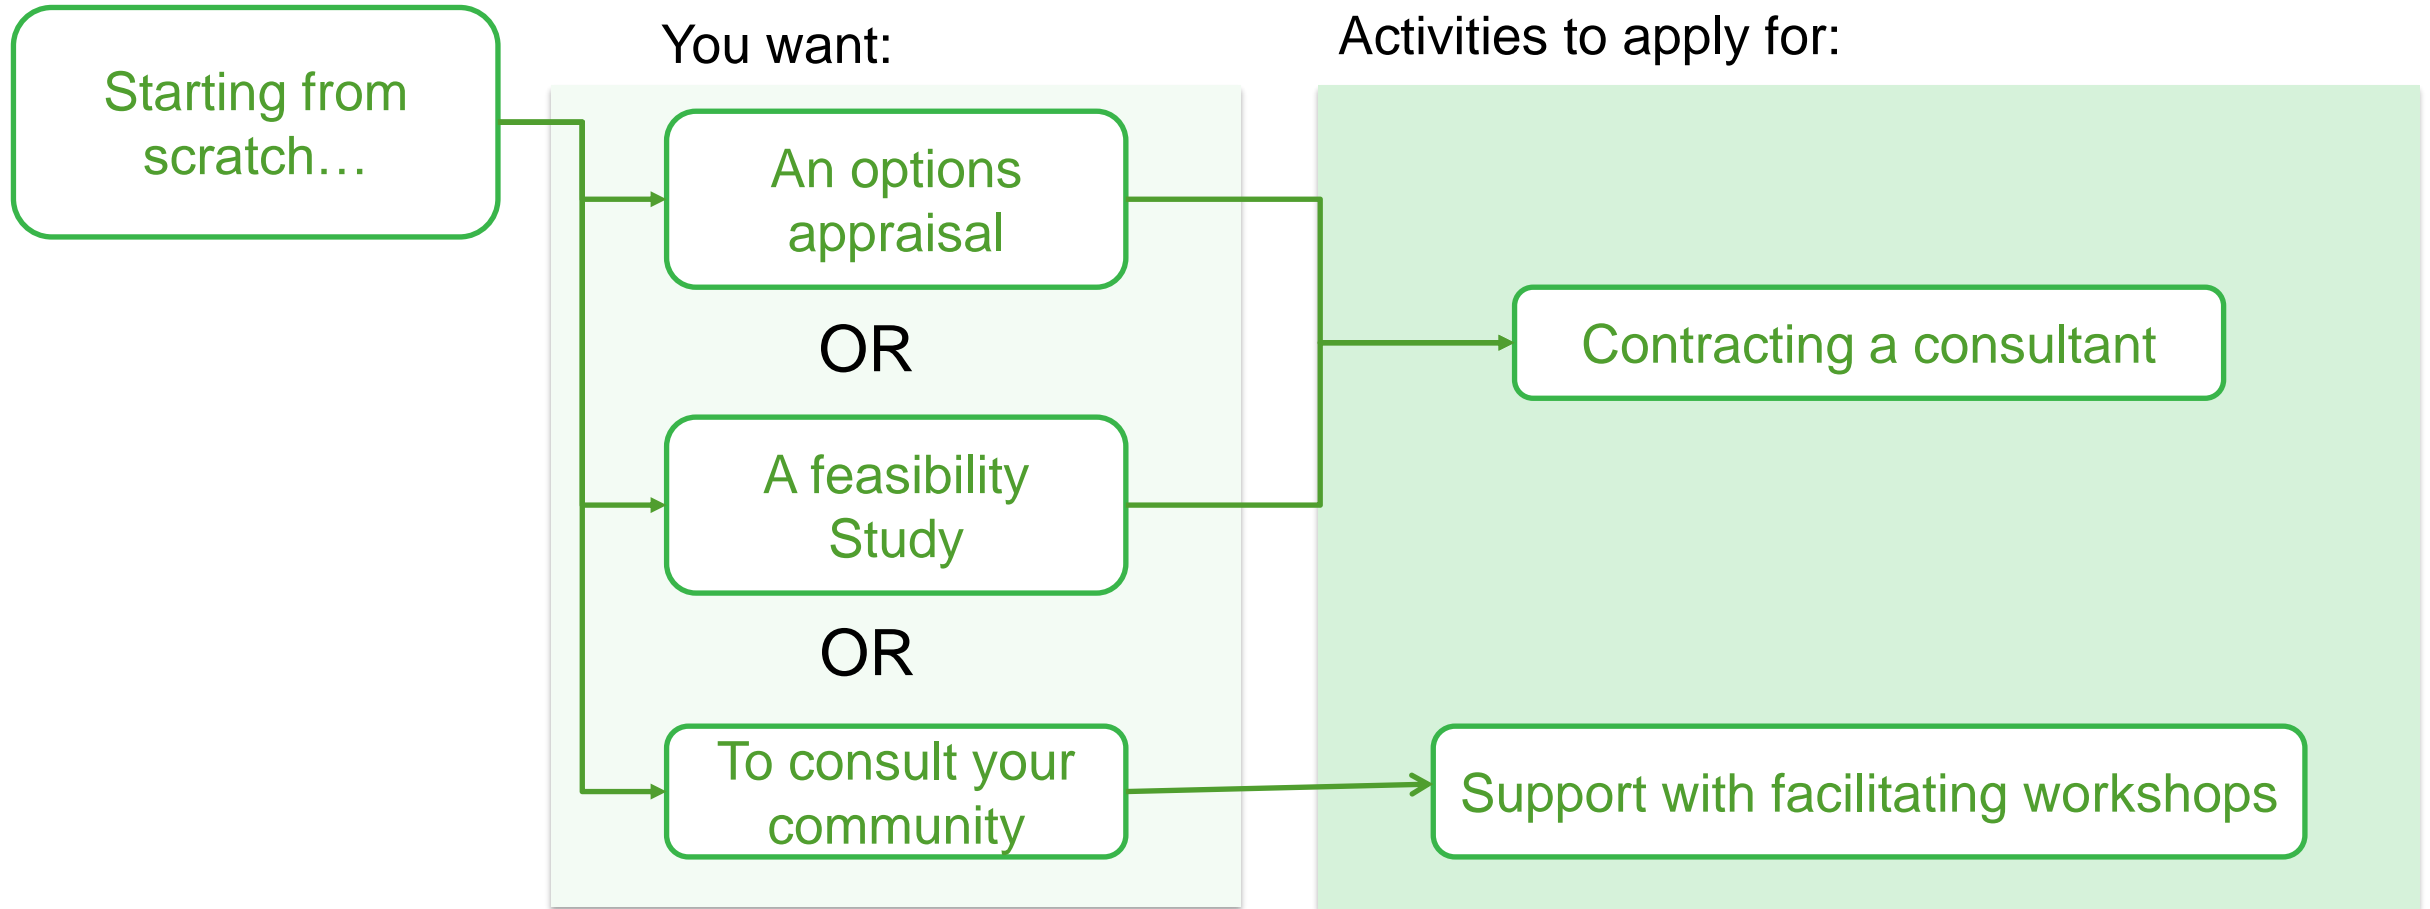 Starting from
scratch…
You want:
An options
appraisal
OR
A feasibility
Study
OR
To consult your
community
Activities to apply for:
Contracting a consultant
Support with facilitating workshops